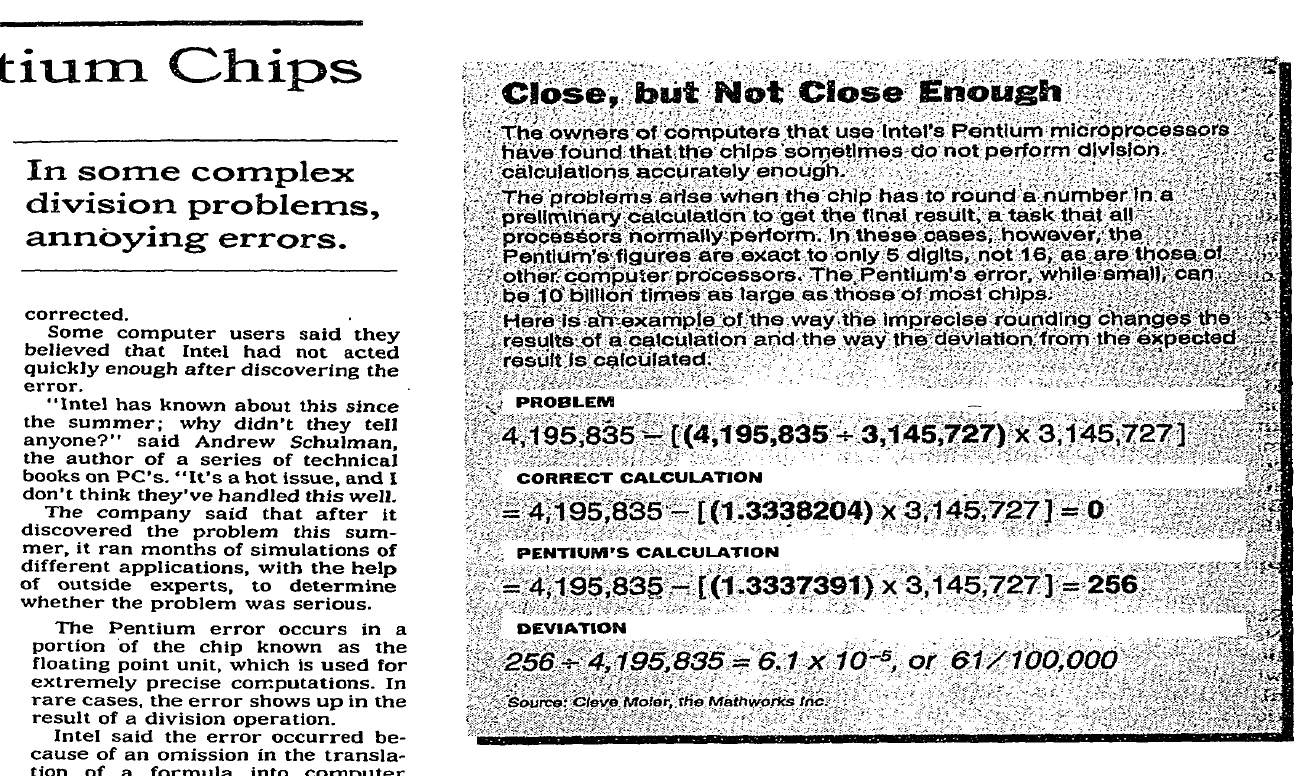 tium Chips
In some complex
division problems,
annoying errors.
corrected.
Some computer users said they
believed that Intel had not acted
quickly enough after discovering the
error.
"Intel has known about this since
the summer; why didn't they tell
anyone?" said Andrew Schulman,
the author of a series of technical
books on PC's. "It's a hot issue, and I
don't think they've handled this well.
The company said that after it
discovered the problem this sum-
mer, it ran months of simulations of
different applications, with the help
of outside experts, to determine
whether the problem was serious.
The Pentium error occurs in a
portion of the chip known as the
floating point unit, which is used for
extremely precise computations. In
rare cases, the error shows up in the
result of a division operation.
Intel said the error occurred be-
cause of an omission in the transla-
tion of a formula into computer
Close, but Not Close Enough
The owners of computers that use Intel's Pentium microprocessors
have found that the chips sometimes do not perform division
calculations accurately enough.
The problems arise when the chip has to round a number in a
preliminary calculation to get the final result, a task that all
processors normally perform. In these cases, however, the
Pentium's figures are exact to only 5 digits, not 16, as are those of
other computer processors. The Pentium's error, while small, can
be 10 billion times as large as those of most chips.
Here is an example of the way the imprecise rounding changes the
results of a calculation and the way the deviation from the expected
result is calculated.
PROBLEM
4,195,835 – [(4,195,835 ÷ 3,145,727) x 3,145,727]
CORRECT CALCULATION
= 4,195,835 – [(1.3338204) x 3,145,727] = 0
PENTIUM'S CALCULATION
= 4,195,835 – [(1.3337391) x 3,145,727] = 256
DEVIATION
256 ÷ 4,195,835 = 6.1 x 10⁻⁵, or 61/100,000
Source: Cleve Moler, the Mathworks Inc.